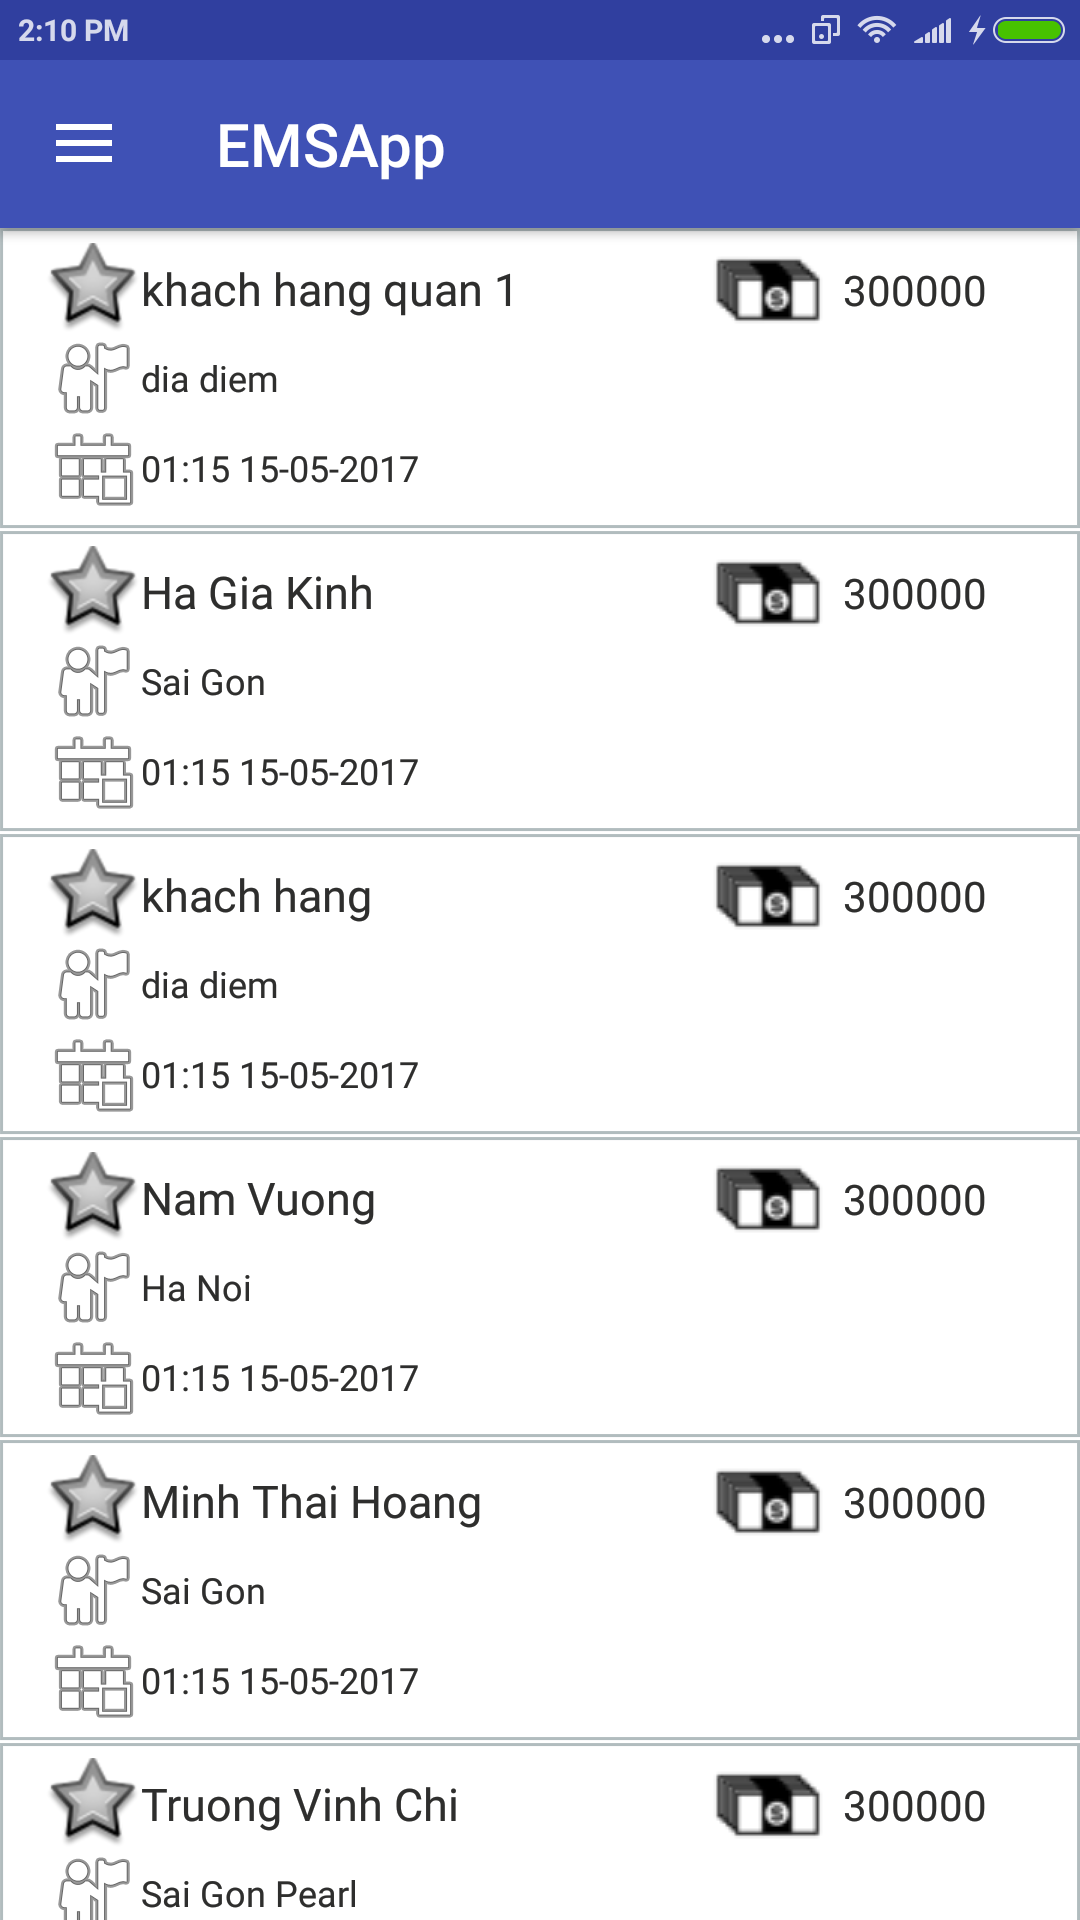 2:10 PM
EMSApp
khach hang quan 1 300000
dia diem
01:15 15-05-2017
Ha Gia Kinh 300000
Sai Gon
01:15 15-05-2017
khach hang 300000
dia diem
01:15 15-05-2017
Nam Vuong 300000
Ha Noi
01:15 15-05-2017
Minh Thai Hoang 300000
Sai Gon
01:15 15-05-2017
Truong Vinh Chi 300000
Sai Gon Pearl